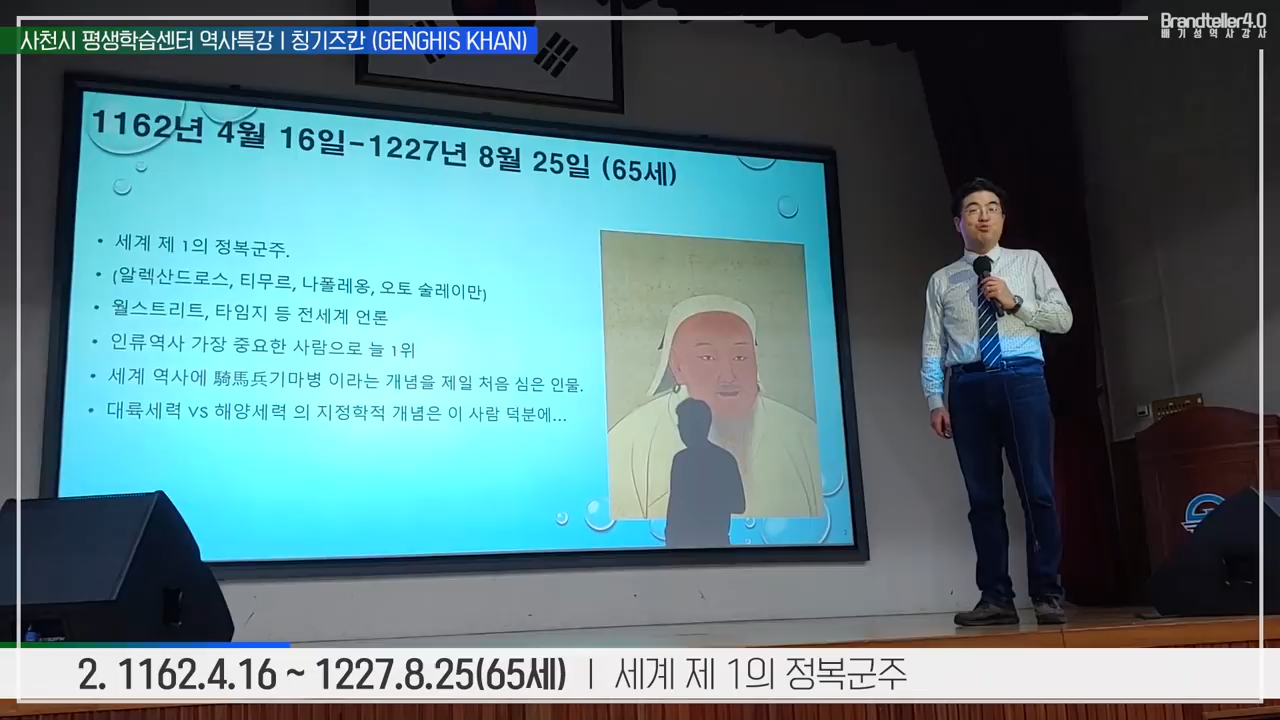 사천시 평생학습센터 역사특강 | 칭기즈칸 (GENGHIS KHAN)
Brandteller4.0
배기성역사강사
1162년 4월 16일-1227년 8월 25일 (65세)
• 세계 제 1의 정복군주.
• (알렉산드로스, 티무르, 나폴레옹, 오토 술레이만)
• 월스트리트, 타임지 등 전세계 언론
• 인류역사 가장 중요한 사람으로 늘 1위
• 세계 역사에 騎馬兵기마병 이라는 개념을 제일 처음 심은 인물.
• 대륙세력 vs 해양세력 의 지정학적 개념은 이 사람 덕분에...
2. 1162.4.16 ~ 1227.8.25(65세) | 세계 제 1의 정복군주